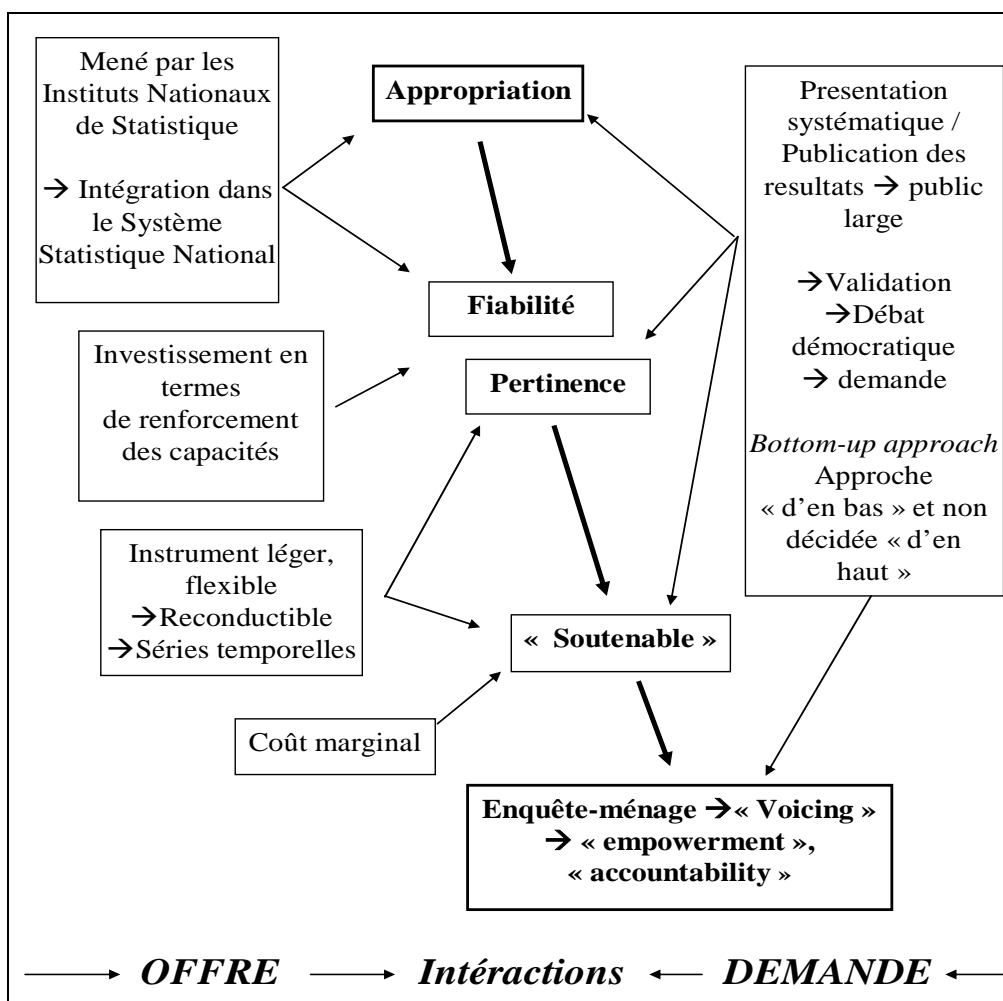 Mené par les
Instituts Nationaux
de Statistique
→ Intégration dans
le Système
Statistique National
Appropriation
Presentation
systématique /
Publication des
resultats → public
large
→Validation
→Débat
démocratique
→ demande
Bottom-up approach
Approche
« d'en bas » et non
décidée « d'en
haut »
Fiabilité
Investissement en
termes
de renforcement
des capacités
Pertinence
Instrument léger,
flexible
→Reconductible
→Séries temporelles
« Soutenable »
Coût marginal
Enquête-ménage →« Voicing »
→ « empowerment »,
« accountability »
OFFRE Intéractions DEMANDE